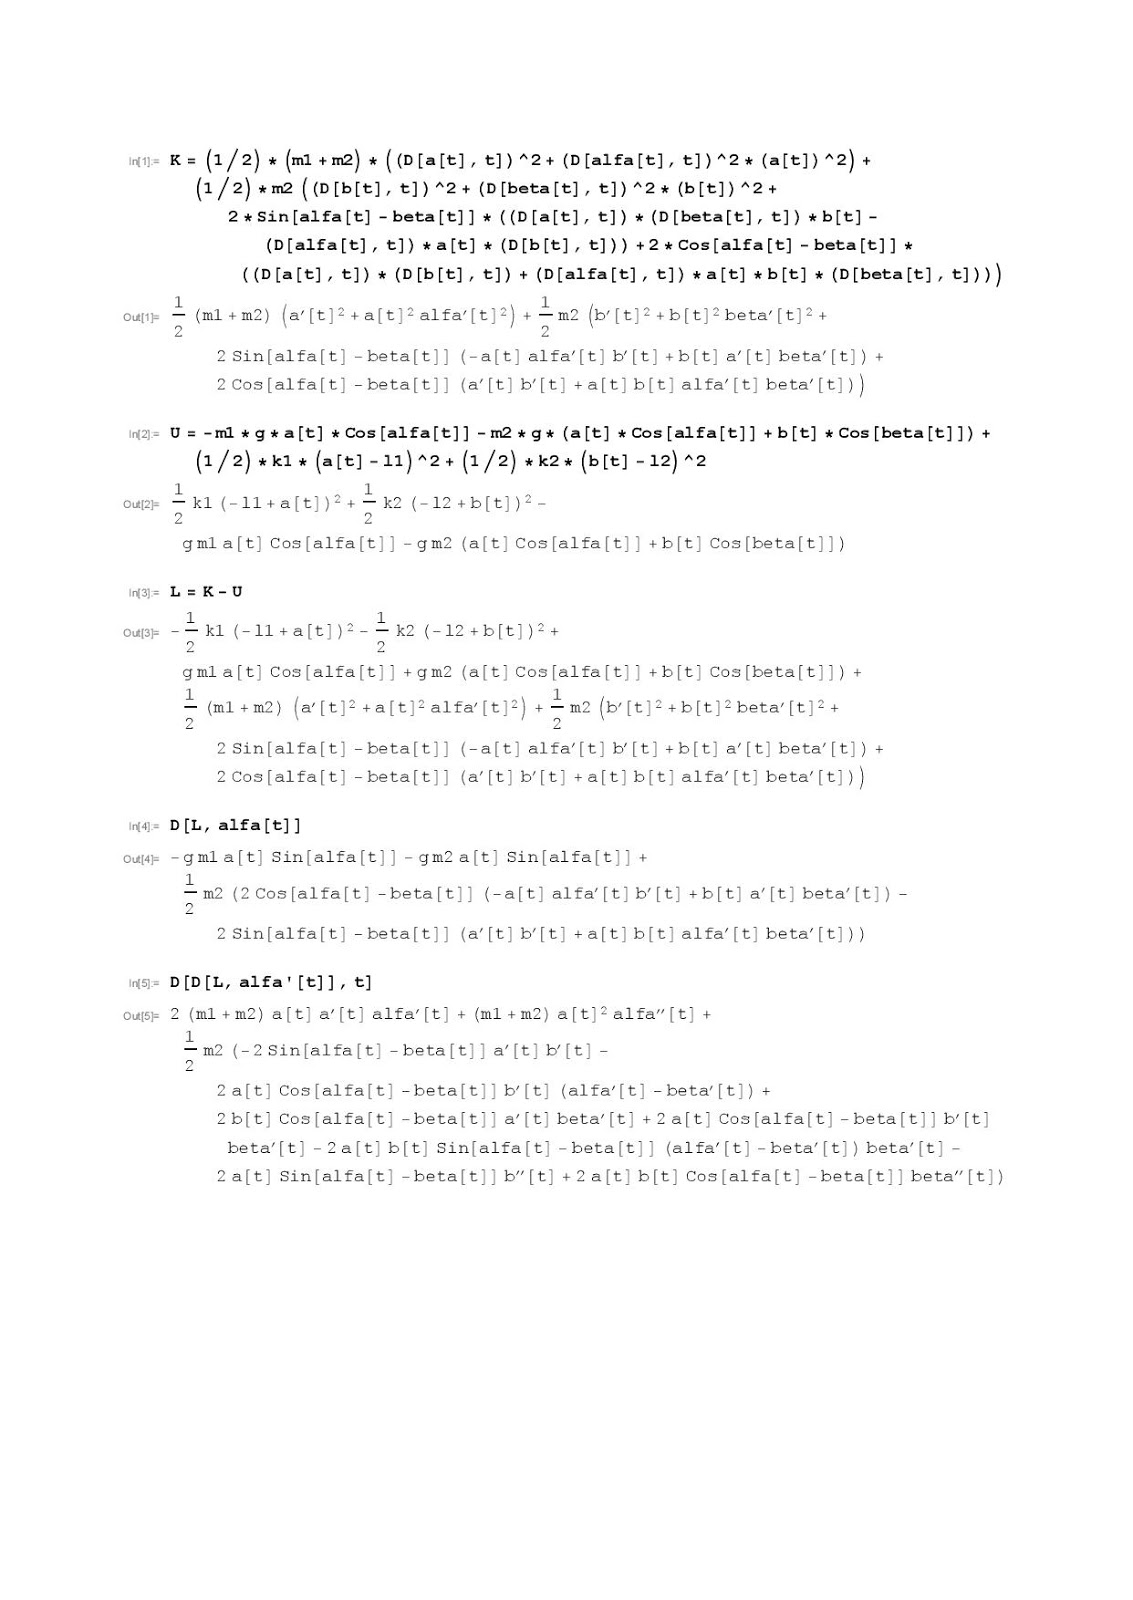 In[1]:= K = (1/2) * (m1 + m2) * ((D[a[t], t])^2 + (D[alfa[t], t])^2 * (a[t])^2) +
(1/2) * m2 ((D[b[t], t])^2 + (D[beta[t], t])^2 * (b[t])^2 +
2 * Sin[alfa[t] - beta[t]] * ((D[a[t], t]) * (D[beta[t], t]) * b[t] -
(D[alfa[t], t]) * a[t] * (D[b[t], t])) + 2 * Cos[alfa[t] - beta[t]] *
((D[a[t], t]) * (D[b[t], t]) + (D[alfa[t], t]) * a[t] * b[t] * (D[beta[t], t])))
Out[1]= 1/2 (m1 + m2) (a′[t]² + a[t]² alfa′[t]²) + 1/2 m2 (b′[t]² + b[t]² beta′[t]² +
2 Sin[alfa[t] - beta[t]] (-a[t] alfa′[t] b′[t] + b[t] a′[t] beta′[t]) +
2 Cos[alfa[t] - beta[t]] (a′[t] b′[t] + a[t] b[t] alfa′[t] beta′[t]))
In[2]:= U = -m1 * g * a[t] * Cos[alfa[t]] - m2 * g * (a[t] * Cos[alfa[t]] + b[t] * Cos[beta[t]]) +
(1/2) * k1 * (a[t] - l1)^2 + (1/2) * k2 * (b[t] - l2)^2
Out[2]= 1/2 k1 (-l1 + a[t])² + 1/2 k2 (-l2 + b[t])² -
g m1 a[t] Cos[alfa[t]] - g m2 (a[t] Cos[alfa[t]] + b[t] Cos[beta[t]])
In[3]:= L = K - U
Out[3]= -1/2 k1 (-l1 + a[t])² - 1/2 k2 (-l2 + b[t])² +
g m1 a[t] Cos[alfa[t]] + g m2 (a[t] Cos[alfa[t]] + b[t] Cos[beta[t]]) +
1/2 (m1 + m2) (a′[t]² + a[t]² alfa′[t]²) + 1/2 m2 (b′[t]² + b[t]² beta′[t]² +
2 Sin[alfa[t] - beta[t]] (-a[t] alfa′[t] b′[t] + b[t] a′[t] beta′[t]) +
2 Cos[alfa[t] - beta[t]] (a′[t] b′[t] + a[t] b[t] alfa′[t] beta′[t]))
In[4]:= D[L, alfa[t]]
Out[4]= -g m1 a[t] Sin[alfa[t]] - g m2 a[t] Sin[alfa[t]] +
1/2 m2 (2 Cos[alfa[t] - beta[t]] (-a[t] alfa′[t] b′[t] + b[t] a′[t] beta′[t]) -
2 Sin[alfa[t] - beta[t]] (a′[t] b′[t] + a[t] b[t] alfa′[t] beta′[t]))
In[5]:= D[D[L, alfa'[t]], t]
Out[5]= 2 (m1 + m2) a[t] a′[t] alfa′[t] + (m1 + m2) a[t]² alfa″[t] +
1/2 m2 (-2 Sin[alfa[t] - beta[t]] a′[t] b′[t] -
2 a[t] Cos[alfa[t] - beta[t]] b′[t] (alfa′[t] - beta′[t]) +
2 b[t] Cos[alfa[t] - beta[t]] a′[t] beta′[t] + 2 a[t] Cos[alfa[t] - beta[t]] b′[t]
beta′[t] - 2 a[t] b[t] Sin[alfa[t] - beta[t]] (alfa′[t] - beta′[t]) beta′[t] -
2 a[t] Sin[alfa[t] - beta[t]] b″[t] + 2 a[t] b[t] Cos[alfa[t] - beta[t]] beta″[t])